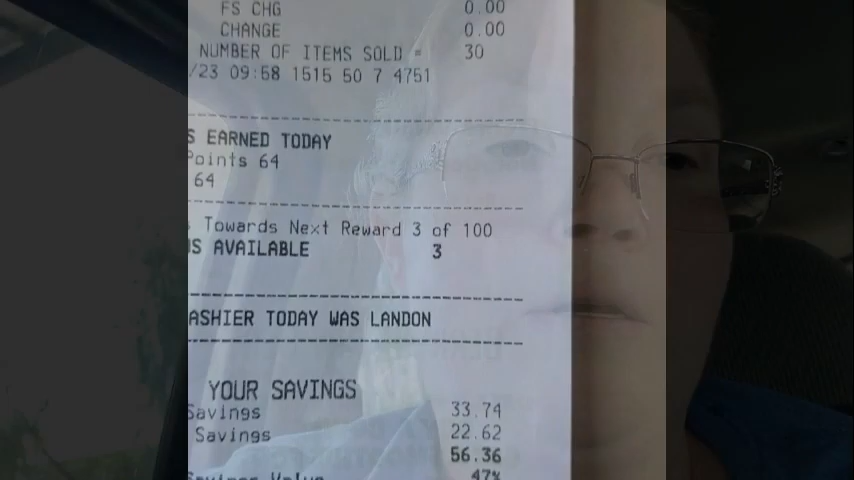 FS CHG 0.00
CHANGE 0.00
NUMBER OF ITEMS SOLD = 30
/23 09:58 1515 50 7 4751
S EARNED TODAY
Points 64
64
Towards Next Reward 3 of 100
S AVAILABLE 3
ASHIER TODAY WAS LANDON
YOUR SAVINGS
Savings 33.74
Savings 22.62
56.36
47%